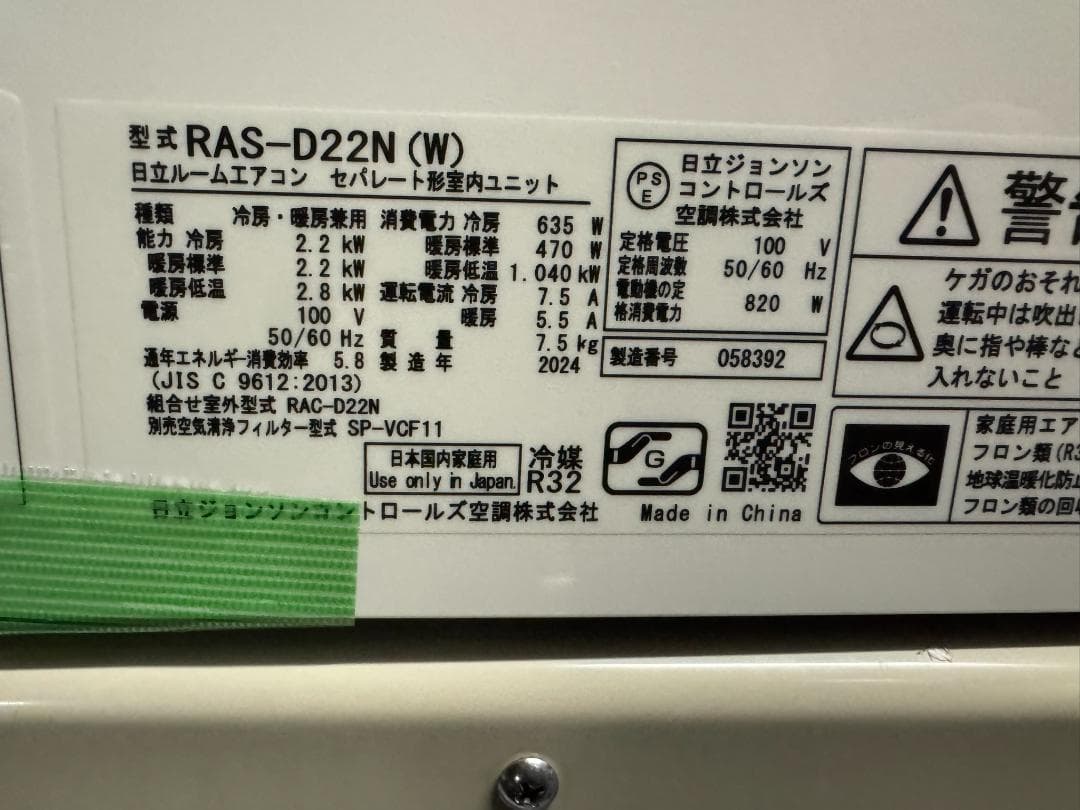 型式 RAS-D22N(W)
日立ルームエアコン セパレート形室内ユニット
種類 冷房・暖房兼用
能力 冷房 2.2 kW
暖房標準 2.2 kW
暖房低温 2.8 kW
電源 100 V
50/60 Hz
通年エネルギー消費効率 5.8
(JIS C 9612:2013)
組合せ室外型式 RAC-D22N
別売空気清浄フィルター型式 SP-VCF11
消費電力 冷房 635 W
暖房標準 470 W
暖房低温 1.040 kW
運転電流 冷房 7.5 A
暖房 5.5 A
質量 7.5 kg
製造年 2024
日本国内家庭用
Use only in Japan.
冷媒
R32
日立ジョンソンコントロールズ空調株式会社
PS
E
日立ジョンソン
コントロールズ
空調株式会社
定格電圧 100 V
定格周波数 50/60 Hz
電動機の定
格消費電力 820 W
製造番号 058392
G
Made in China
警
ケガのおそれ
運転中は吹出
奥に指や棒な
入れないこと
フロンの見える化
家庭用エア
フロン類(R3
地球温暖化防止
フロン類の回